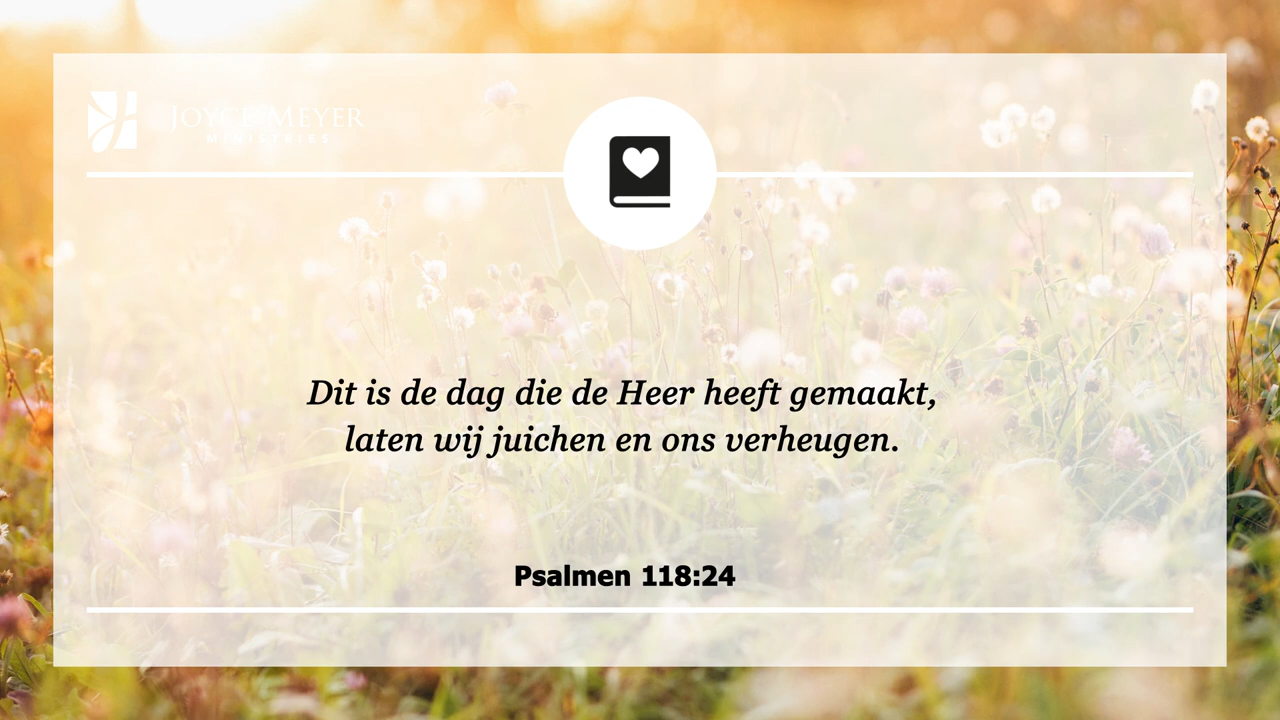 JOYCE MEYER
MINISTRIES
Dit is de dag die de Heer heeft gemaakt,
laten wij juichen en ons verheugen.
Psalmen 118:24